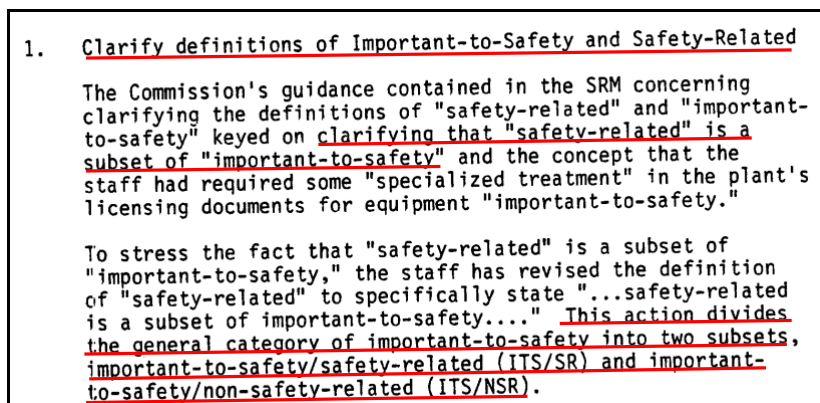 1. Clarify definitions of Important-to-Safety and Safety-Related
The Commission's guidance contained in the SRM concerning
clarifying the definitions of "safety-related" and "important-
to-safety" keyed on clarifying that "safety-related" is a
subset of "important-to-safety" and the concept that the
staff had required some "specialized treatment" in the plant's
licensing documents for equipment "important-to-safety."
To stress the fact that "safety-related" is a subset of
"important-to-safety," the staff has revised the definition
of "safety-related" to specifically state "...safety-related
is a subset of important-to-safety...." This action divides
the general category of important-to-safety into two subsets,
important-to-safety/safety-related (ITS/SR) and important-
to-safety/non-safety-related (ITS/NSR).